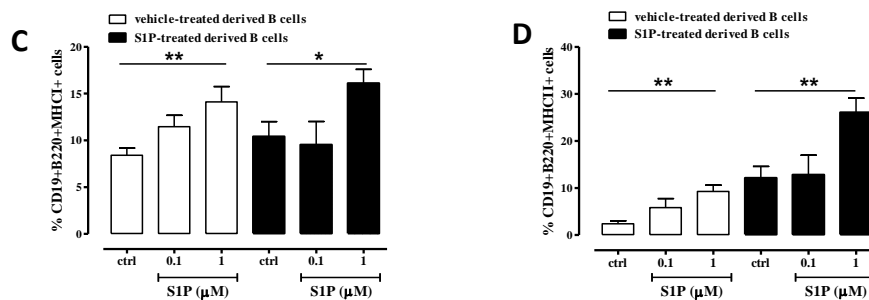 C
vehicle-treated derived B cells
S1P-treated derived B cells
% CD19+B220+MHCI+ cells
20
15
10
5
0
**
*
ctrl
0.1
1
ctrl
0.1
1
S1P (μM)
S1P (μM)
D
vehicle-treated derived B cells
S1P-treated derived B cells
% CD19+B220+MHCII+ cells
40
30
20
10
0
**
**
ctrl
0.1
1
ctrl
0.1
1
S1P (μM)
S1P (μM)